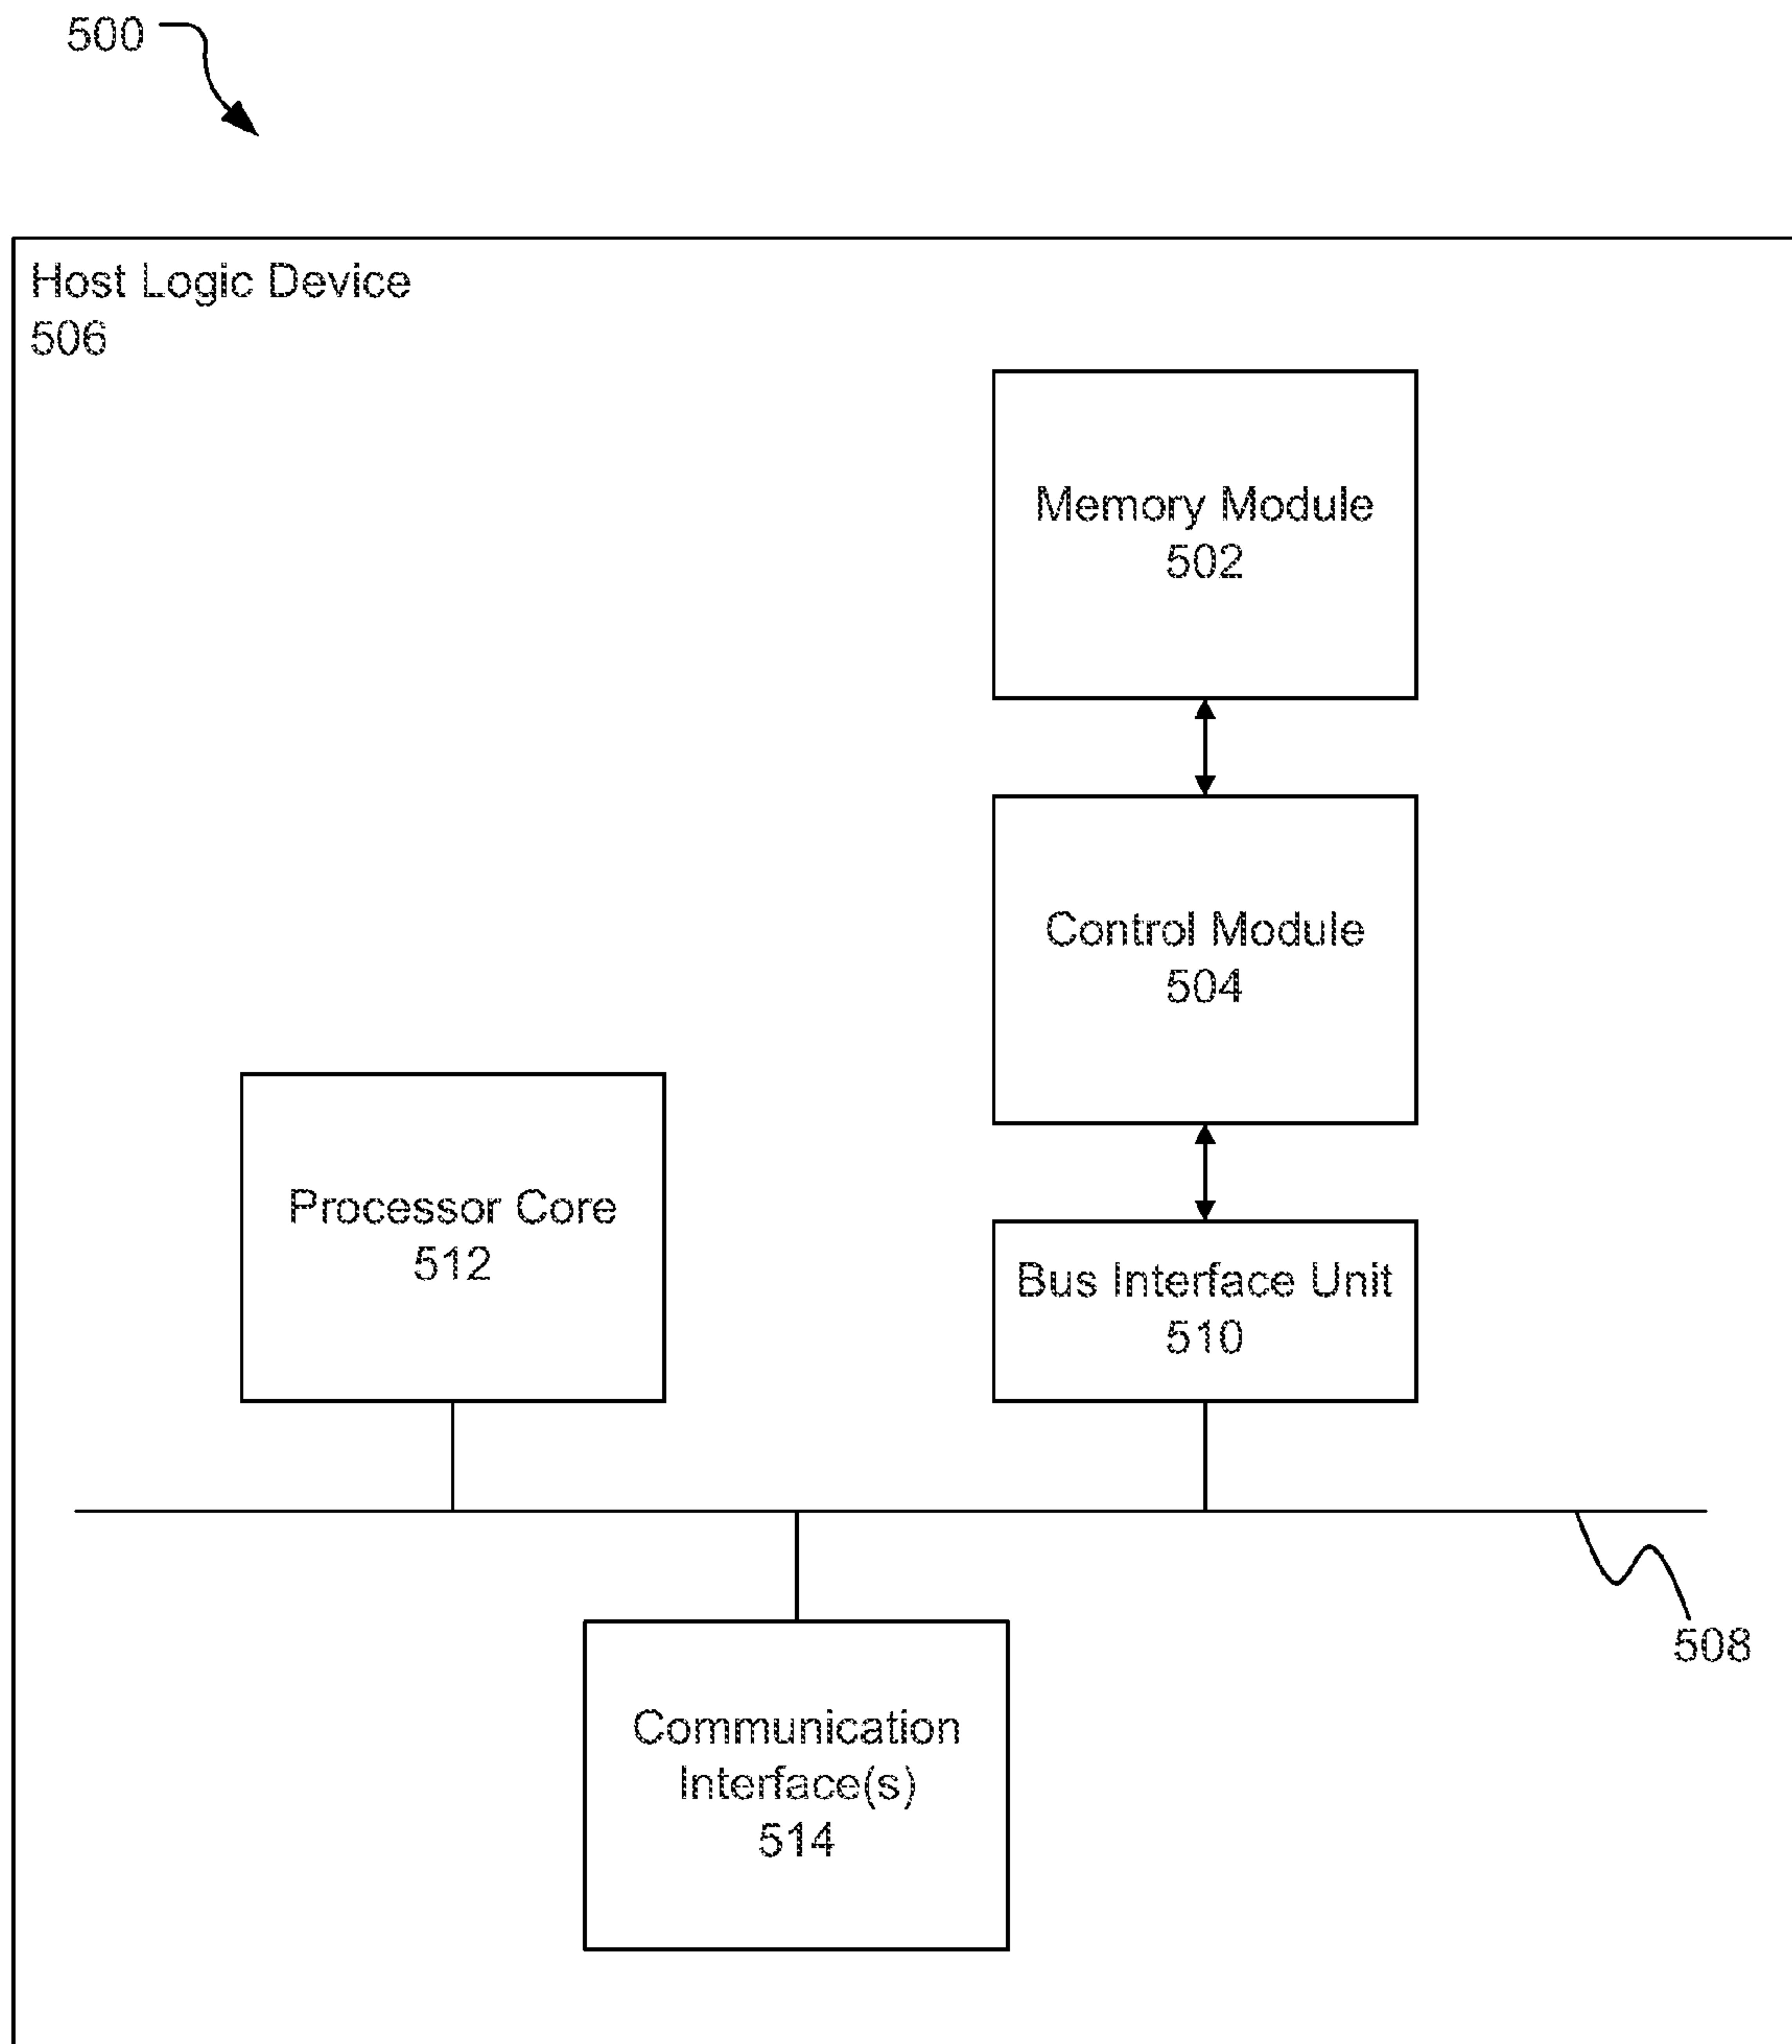 500
Host Logic Device
506
Memory Module
502
Control Module
504
Processor Core
512
Bus Interface Unit
510
508
Communication
Interface(s)
514